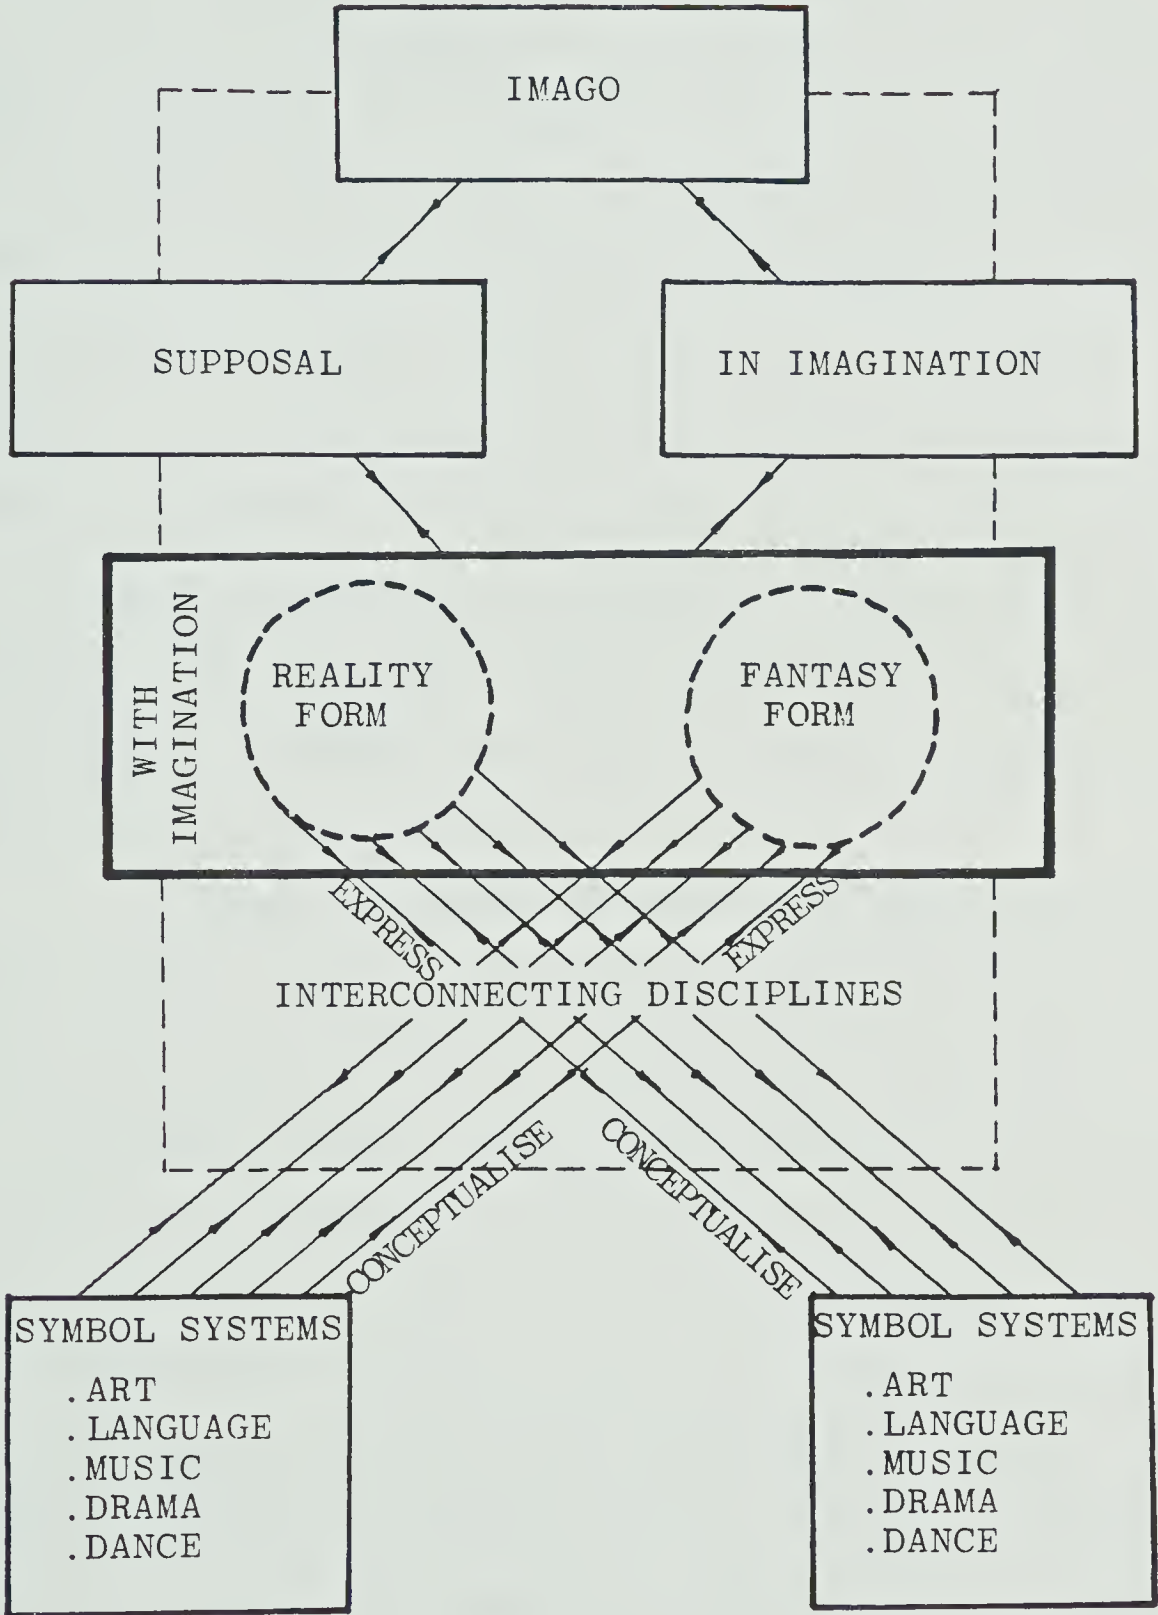 IMAGO
SUPPOSAL
IN IMAGINATION
WITH
IMAGINATION
REALITY
FORM
FANTASY
FORM
EXPRESS
EXPRESS
INTERCONNECTING DISCIPLINES
CONCEPTUALISE
CONCEPTUALISE
SYMBOL SYSTEMS
.ART
.LANGUAGE
.MUSIC
.DRAMA
.DANCE
SYMBOL SYSTEMS
.ART
.LANGUAGE
.MUSIC
.DRAMA
.DANCE